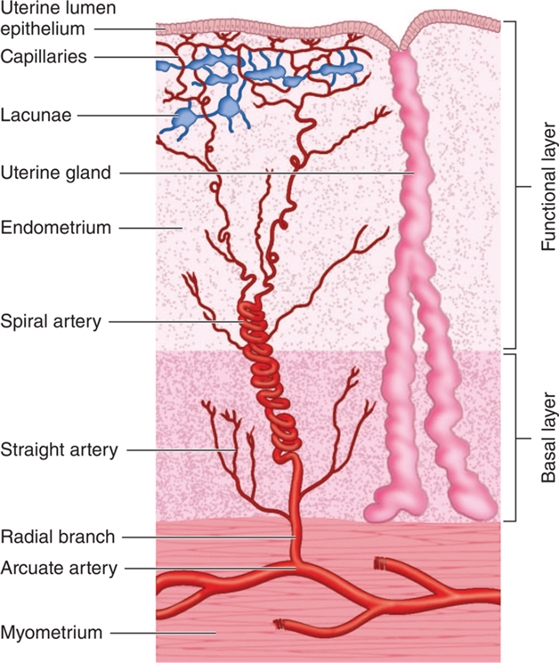 Uterine lumen
epithelium
Capillaries
Lacunae
Uterine gland
Endometrium
Spiral artery
Straight artery
Radial branch
Arcuate artery
Myometrium
Functional layer
Basal layer